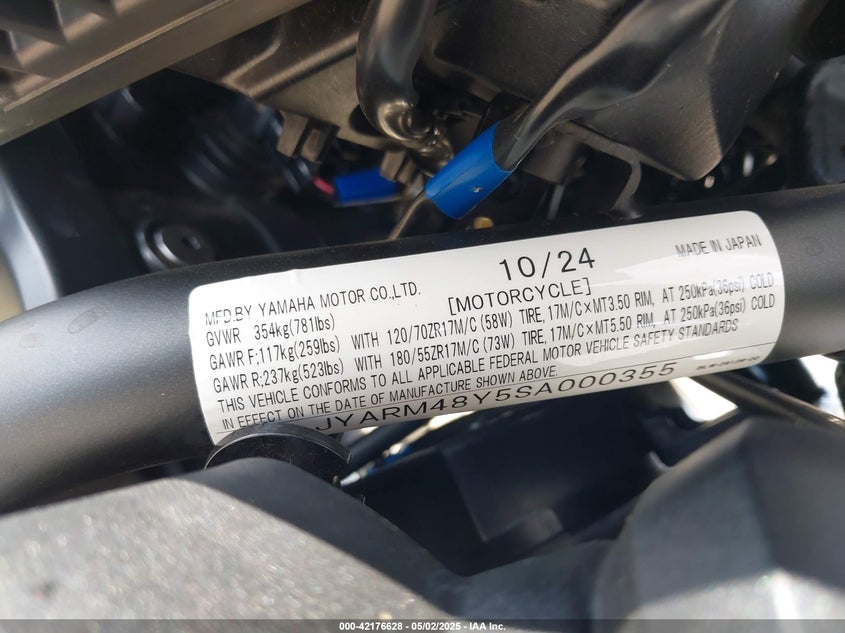 10/24
MADE IN JAPAN
MFD.BY YAMAHA MOTOR CO.,LTD.
[MOTORCYCLE]
GVWR 354kg(781lbs)
GAWR F:117kg(259lbs) WITH 120/70ZR17M/C (58W) TIRE, 17M/C×MT3.50 RIM, AT 250kPa(36psi) COLD
GAWR R:237kg(523lbs) WITH 180/55ZR17M/C (73W) TIRE, 17M/C×MT5.50 RIM, AT 250kPa(36psi) COLD
THIS VEHICLE CONFORMS TO ALL APPLICABLE FEDERAL MOTOR VEHICLE SAFETY STANDARDS
IN EFFECT ON THE DATE OF MANUFACTURE SHOWN ABOVE.
JYARM48Y5SA000355
000-42176628 - 05/02/2025 - IAA Inc.